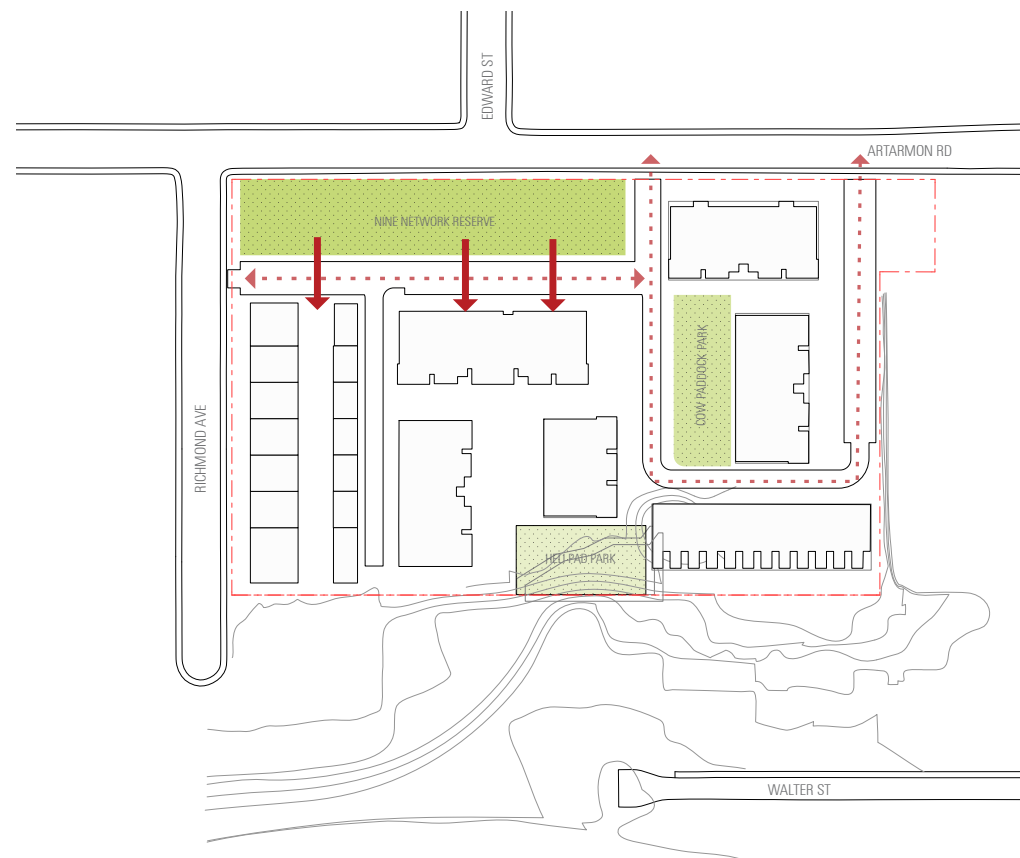 EDWARD ST
ARTARMON RD
NINE NETWORK RESERVE
COW PADDOCK PARK
RICHMOND AVE
HELI PAD PARK
WALTER ST